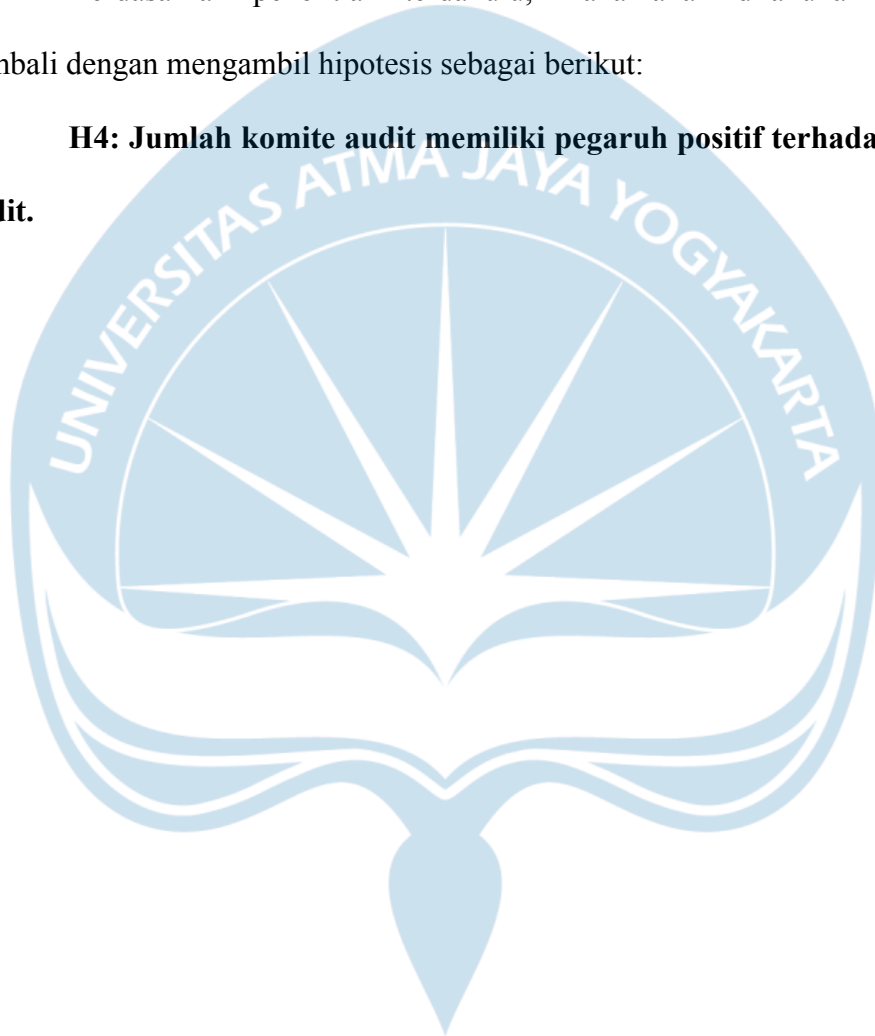 mbali dengan mengambil hipotesis sebagai berikut:
H4: Jumlah komite audit memiliki pegaruh positif terhada
dit.
UNIVERSITAS ATMA JAYA YOGYAKARTA